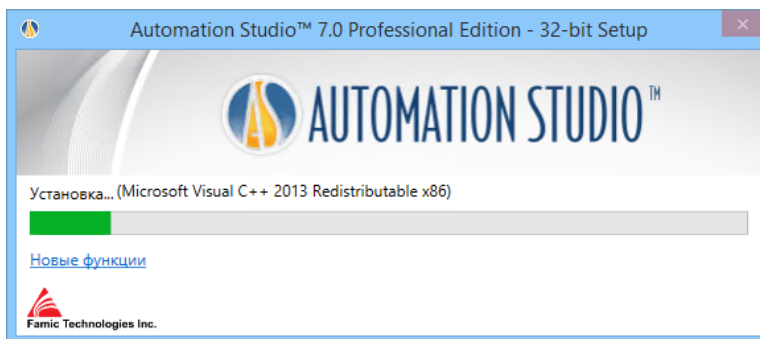 Automation Studio™ 7.0 Professional Edition - 32-bit Setup
AUTOMATION STUDIO™
Установка... (Microsoft Visual C++ 2013 Redistributable x86)
Новые функции
Famic Technologies Inc.